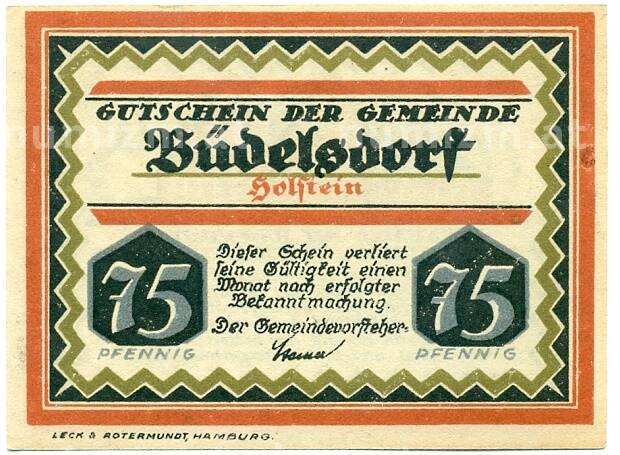 GUTSCHEIN DER GEMEINDE
Büdelsdorf
Holstein
75
PFENNIG
Dieser Schein verliert
seine Gültigkeit einen
Monat nach erfolgter
Bekanntmachung.
Der Gemeindevorsteher:
75
PFENNIG
LECK & ROTERMUNDT, HAMBURG.